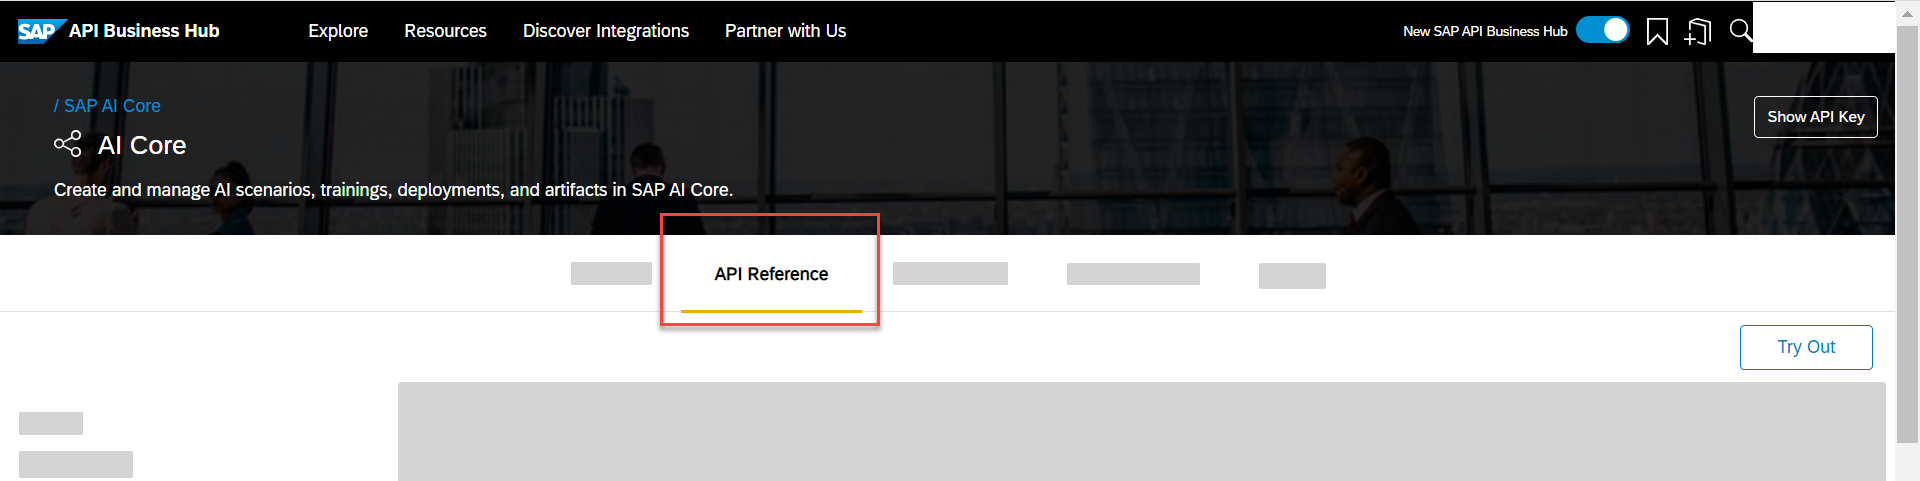 SAP API Business Hub
Explore Resources Discover Integrations Partner with Us
New SAP API Business Hub
/ SAP AI Core
AI Core
Show API Key
Create and manage AI scenarios, trainings, deployments, and artifacts in SAP AI Core.
API Reference
Try Out